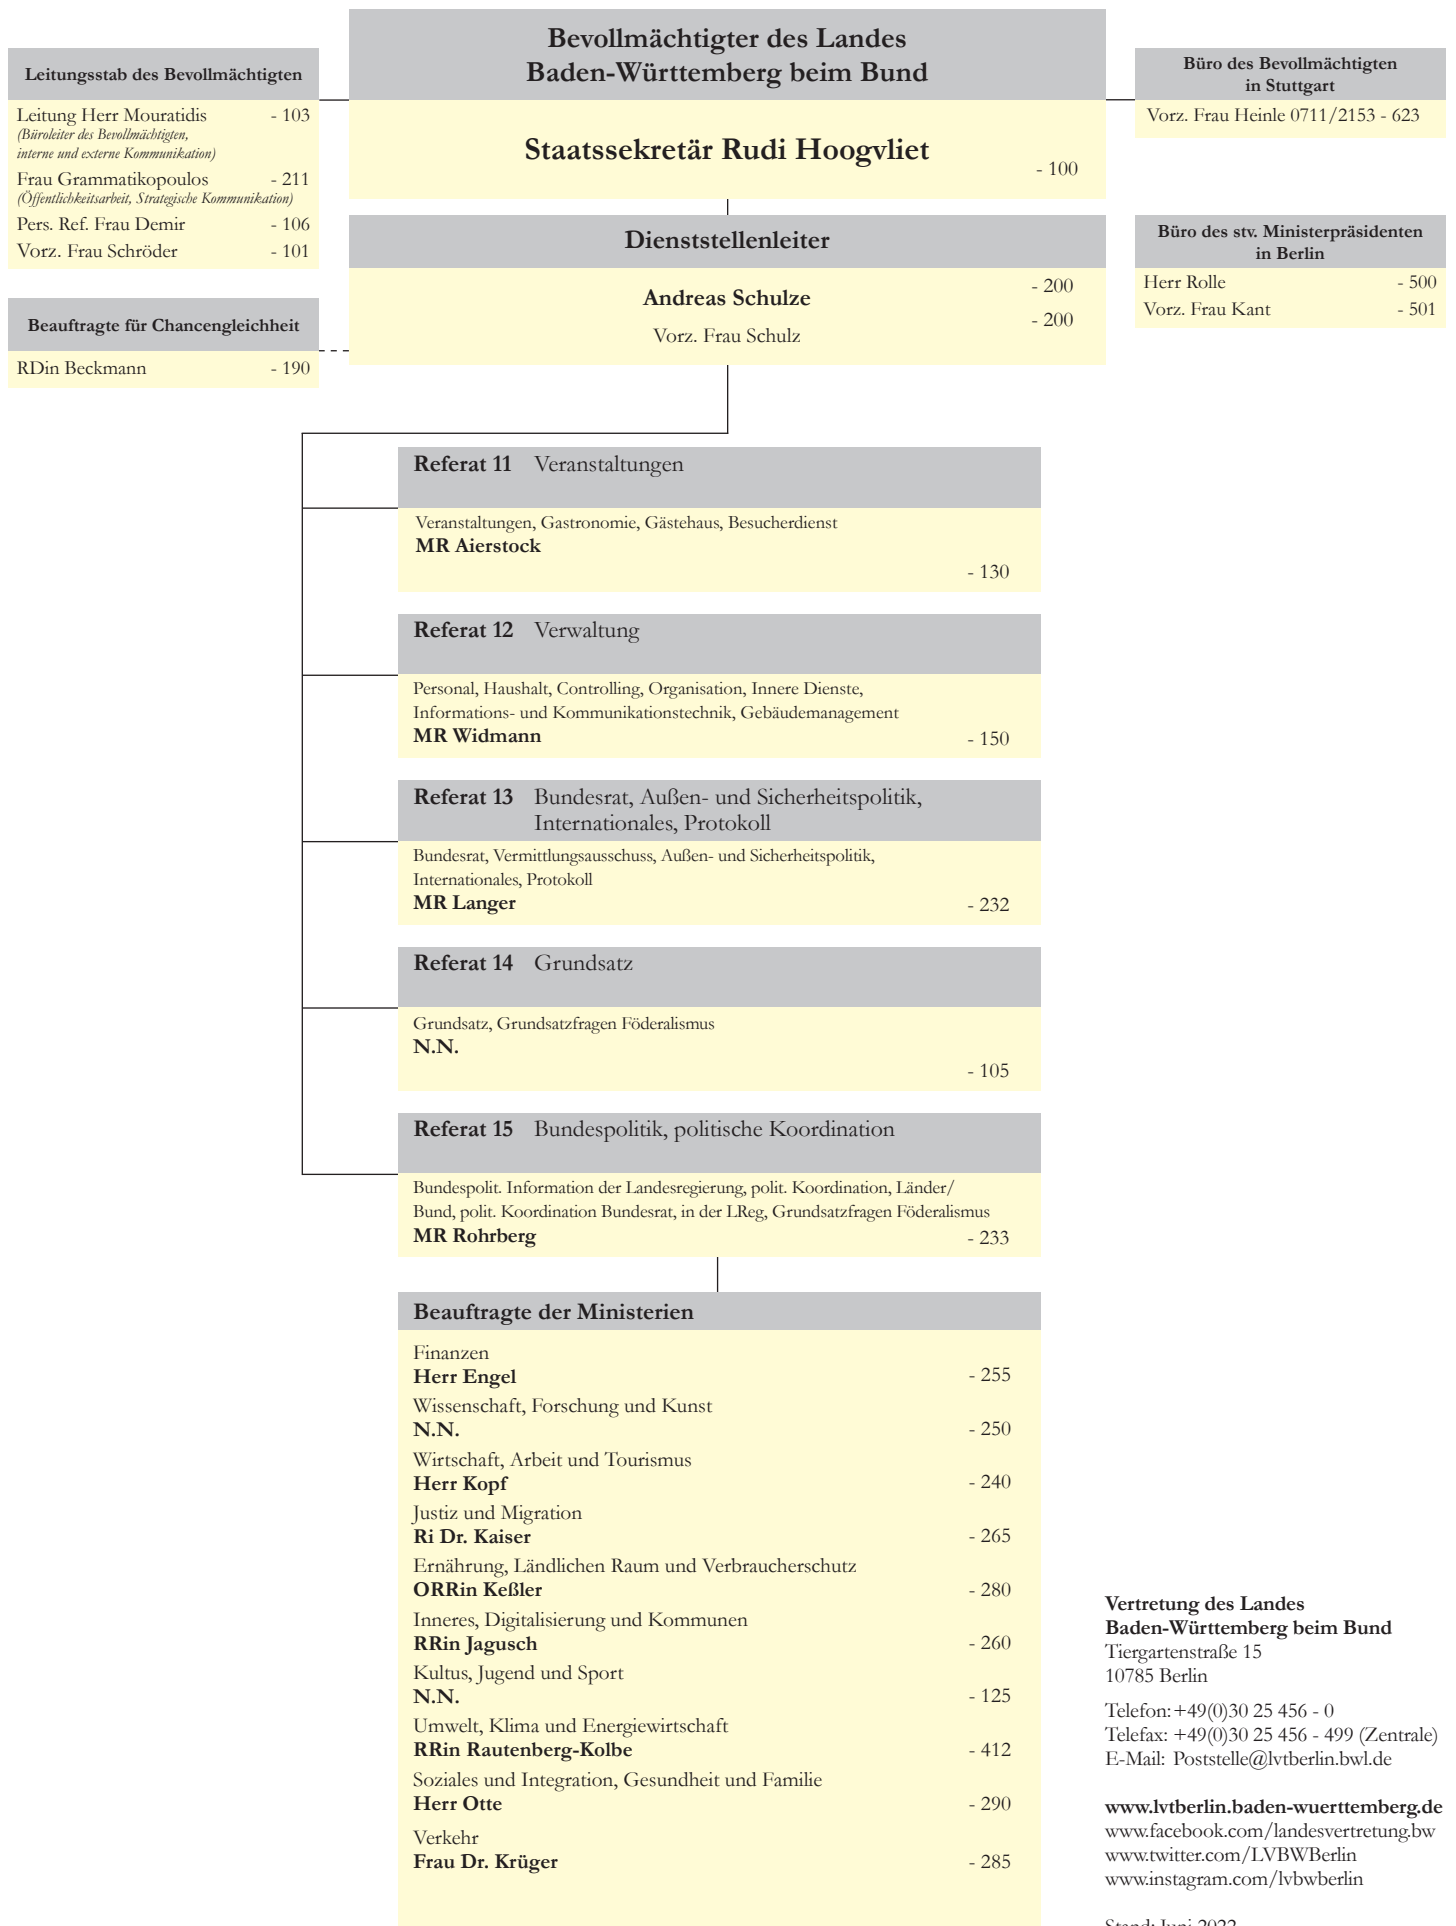 Bevollmächtigter des Landes
Baden-Württemberg beim Bund
Staatssekretär Rudi Hoogvliet
- 100
Leitungsstab des Bevollmächtigten
Leitung Herr Mouratidis - 103
(Büroleiter des Bevollmächtigten,
interne und externe Kommunikation)
Frau Grammatikopoulos - 211
(Öffentlichkeitsarbeit, Strategische Kommunikation)
Pers. Ref. Frau Demir - 106
Vorz. Frau Schröder - 101
Büro des Bevollmächtigten
in Stuttgart
Vorz. Frau Heinle 0711/2153 - 623
Dienststellenleiter
Andreas Schulze - 200
Vorz. Frau Schulz - 200
Büro des stv. Ministerpräsidenten
in Berlin
Herr Rolle - 500
Vorz. Frau Kant - 501
Beauftragte für Chancengleichheit
RDin Beckmann - 190
Referat 11 Veranstaltungen
Veranstaltungen, Gastronomie, Gästehaus, Besucherdienst
MR Aierstock
- 130
Referat 12 Verwaltung
Personal, Haushalt, Controlling, Organisation, Innere Dienste,
Informations- und Kommunikationstechnik, Gebäudemanagement
MR Widmann - 150
Referat 13 Bundesrat, Außen- und Sicherheitspolitik,
Internationales, Protokoll
Bundesrat, Vermittlungsausschuss, Außen- und Sicherheitspolitik,
Internationales, Protokoll
MR Langer - 232
Referat 14 Grundsatz
Grundsatz, Grundsatzfragen Föderalismus
N.N.
- 105
Referat 15 Bundespolitik, politische Koordination
Bundespolit. Information der Landesregierung, polit. Koordination, Länder/
Bund, polit. Koordination Bundesrat, in der LReg, Grundsatzfragen Föderalismus
MR Rohrberg - 233
Beauftragte der Ministerien
Finanzen
Herr Engel - 255
Wissenschaft, Forschung und Kunst
N.N. - 250
Wirtschaft, Arbeit und Tourismus
Herr Kopf - 240
Justiz und Migration
Ri Dr. Kaiser - 265
Ernährung, Ländlichen Raum und Verbraucherschutz
ORRin Keßler - 280
Inneres, Digitalisierung und Kommunen
RRin Jagusch - 260
Kultus, Jugend und Sport
N.N. - 125
Umwelt, Klima und Energiewirtschaft
RRin Rautenberg-Kolbe - 412
Soziales und Integration, Gesundheit und Familie
Herr Otte - 290
Verkehr
Frau Dr. Krüger - 285
Vertretung des Landes
Baden-Württemberg beim Bund
Tiergartenstraße 15
10785 Berlin
Telefon: +49(0)30 25 456 - 0
Telefax: +49(0)30 25 456 - 499 (Zentrale)
E-Mail: Poststelle@lvtberlin.bwl.de
www.lvtberlin.baden-wuerttemberg.de
www.facebook.com/landesvertretung.bw
www.twitter.com/LVBWBerlin
www.instagram.com/lvbwberlin
Stand: Juni 2022